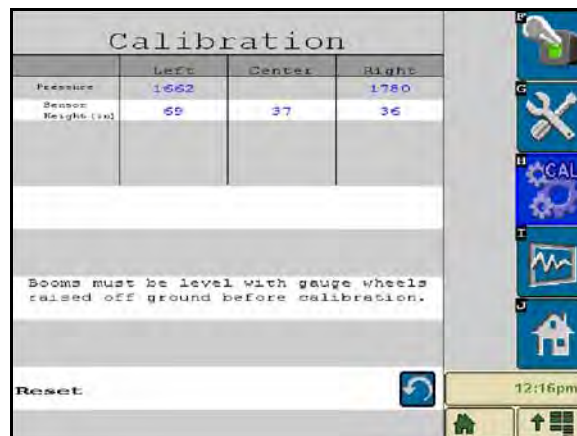 Calibration
Left Center Right
Pressure 1662 1780
Sensor
Height(in) 69 37 36
Booms must be level with gauge wheels
raised off ground before calibration.
Reset
F
G
H
CAL
I
J
12:16pm